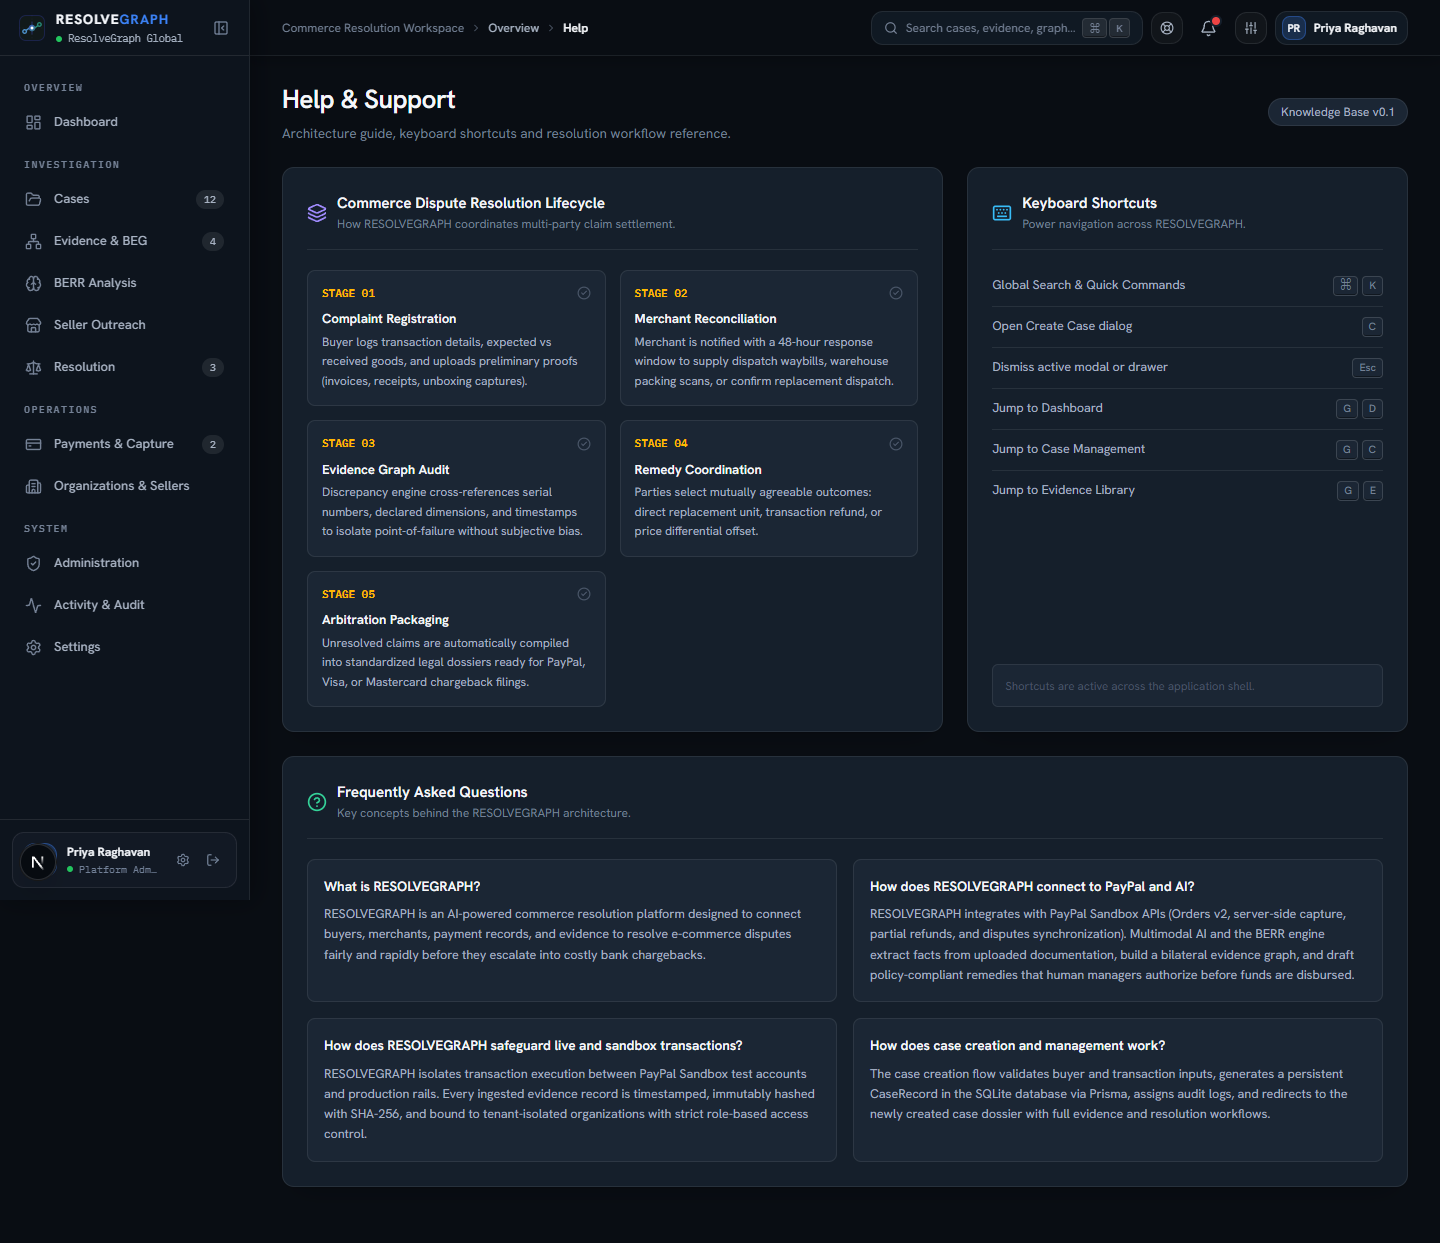 RESOLVEGRAPH
ResolveGraph Global
OVERVIEW
Dashboard
INVESTIGATION
Cases 12
Evidence & BEG 4
BERR Analysis
Seller Outreach
Resolution 3
OPERATIONS
Payments & Capture 2
Organizations & Sellers
SYSTEM
Administration
Activity & Audit
Settings
N
Priya Raghavan
Platform Adm...
Commerce Resolution Workspace > Overview > Help
Search cases, evidence, graph... ⌘ K
PR Priya Raghavan
Help & Support
Architecture guide, keyboard shortcuts and resolution workflow reference.
Knowledge Base v0.1
Commerce Dispute Resolution Lifecycle
How RESOLVEGRAPH coordinates multi-party claim settlement.
STAGE 01
Complaint Registration
Buyer logs transaction details, expected vs
received goods, and uploads preliminary proofs
(invoices, receipts, unboxing captures).
STAGE 02
Merchant Reconciliation
Merchant is notified with a 48-hour response
window to supply dispatch waybills, warehouse
packing scans, or confirm replacement dispatch.
STAGE 03
Evidence Graph Audit
Discrepancy engine cross-references serial
numbers, declared dimensions, and timestamps
to isolate point-of-failure without subjective bias.
STAGE 04
Remedy Coordination
Parties select mutually agreeable outcomes:
direct replacement unit, transaction refund, or
price differential offset.
STAGE 05
Arbitration Packaging
Unresolved claims are automatically compiled
into standardized legal dossiers ready for PayPal,
Visa, or Mastercard chargeback filings.
Keyboard Shortcuts
Power navigation across RESOLVEGRAPH.
Global Search & Quick Commands ⌘ K
Open Create Case dialog C
Dismiss active modal or drawer Esc
Jump to Dashboard G D
Jump to Case Management G C
Jump to Evidence Library G E
Shortcuts are active across the application shell.
Frequently Asked Questions
Key concepts behind the RESOLVEGRAPH architecture.
What is RESOLVEGRAPH?
RESOLVEGRAPH is an AI-powered commerce resolution platform designed to connect
buyers, merchants, payment records, and evidence to resolve e-commerce disputes
fairly and rapidly before they escalate into costly bank chargebacks.
How does RESOLVEGRAPH connect to PayPal and AI?
RESOLVEGRAPH integrates with PayPal Sandbox APIs (Orders v2, server-side capture,
partial refunds, and disputes synchronization). Multimodal AI and the BERR engine
extract facts from uploaded documentation, build a bilateral evidence graph, and draft
policy-compliant remedies that human managers authorize before funds are disbursed.
How does RESOLVEGRAPH safeguard live and sandbox transactions?
RESOLVEGRAPH isolates transaction execution between PayPal Sandbox test accounts
and production rails. Every ingested evidence record is timestamped, immutably hashed
with SHA-256, and bound to tenant-isolated organizations with strict role-based access
control.
How does case creation and management work?
The case creation flow validates buyer and transaction inputs, generates a persistent
CaseRecord in the SQLite database via Prisma, assigns audit logs, and redirects to the
newly created case dossier with full evidence and resolution workflows.